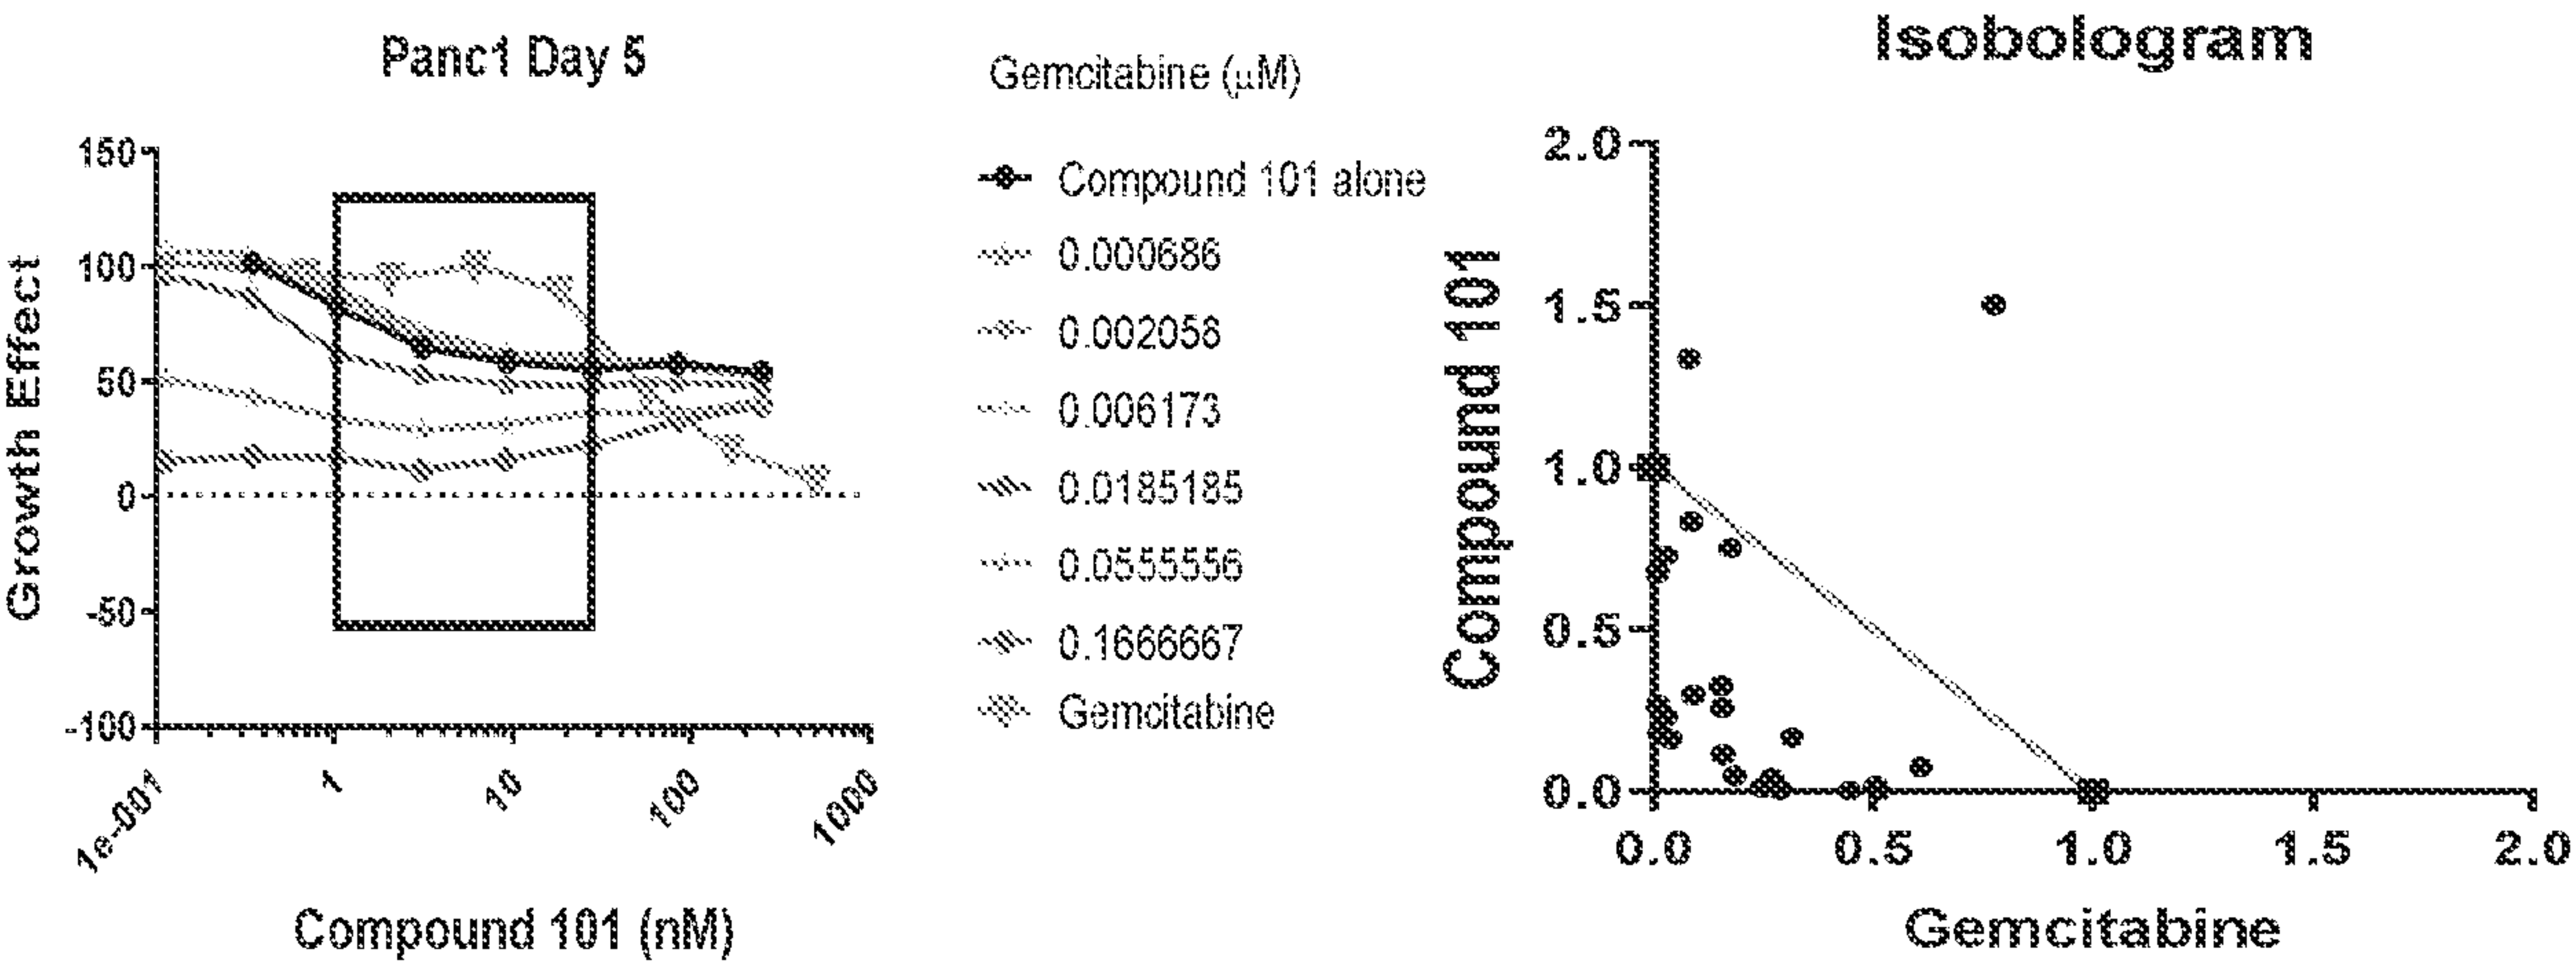 Panc1 Day 5
Growth Effect
150
100
50
0
-50
-100
1e-001
1
10
100
1000
Compound 101 (nM)
Gemcitabine (µM)
Compound 101 alone
0.000686
0.002058
0.006173
0.0185185
0.0555556
0.1666667
Gemcitabine
Isobologram
Compound 101
2.0
1.5
1.0
0.5
0.0
0.0
0.5
1.0
1.5
2.0
Gemcitabine